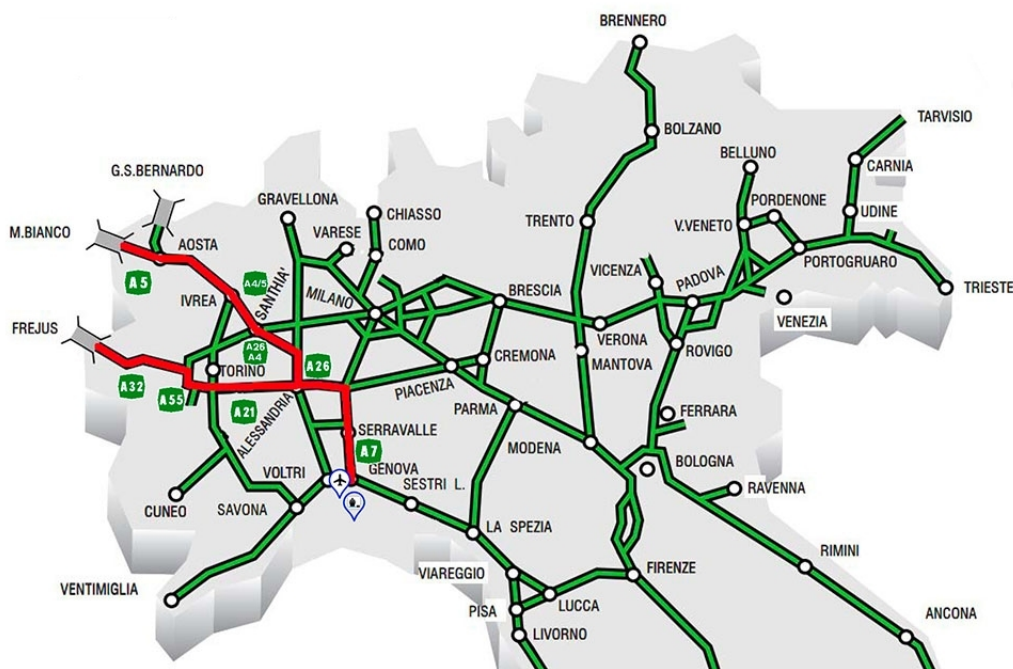 BRENNERO
TARVISIO
BOLZANO
BELLUNO
CARNIA
G.S.BERNARDO
PORDENONE
GRAVELLONA
CHIASSO
TRENTO
UDINE
M.BIANCO
AOSTA
VARESE
COMO
V.VENETO
PORTOGRUARO
VICENZA
PADOVA
A5
A4/5
SANTHIA'
IVREA
MILANO
BRESCIA
TRIESTE
VENEZIA
FREJUS
VERONA
A26
A4
ROVIGO
CREMONA
MANTOVA
TORINO
A26
A32
A55
A21
PIACENZA
PARMA
FERRARA
ALESSANDRIA
SERRAVALLE
MODENA
A7
BOLOGNA
VOLTRI
GENOVA
SESTRI L.
RAVENNA
CUNEO
SAVONA
LA SPEZIA
RIMINI
VENTIMIGLIA
VIAREGGIO
FIRENZE
PISA
LUCCA
ANCONA
LIVORNO